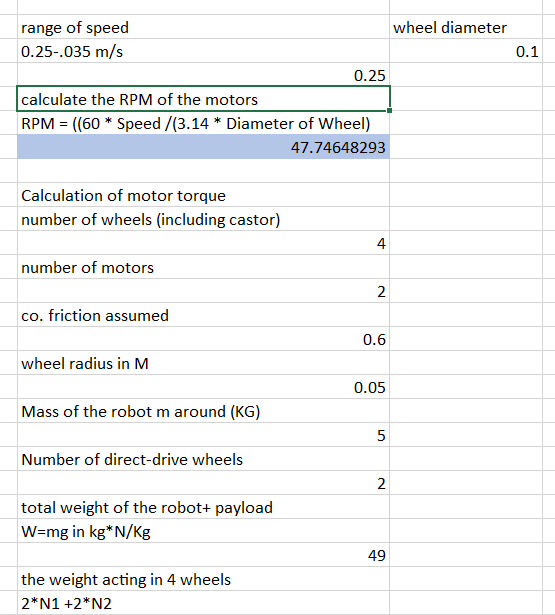 range of speed wheel diameter
0.25-.035 m/s 0.1
0.25
calculate the RPM of the motors
RPM = ((60 * Speed /(3.14 * Diameter of Wheel)
47.74648293
Calculation of motor torque
number of wheels (including castor)
4
number of motors
2
co. friction assumed
0.6
wheel radius in M
0.05
Mass of the robot m around (KG)
5
Number of direct-drive wheels
2
total weight of the robot+ payload
W=mg in kg*N/Kg
49
the weight acting in 4 wheels
2*N1 +2*N2